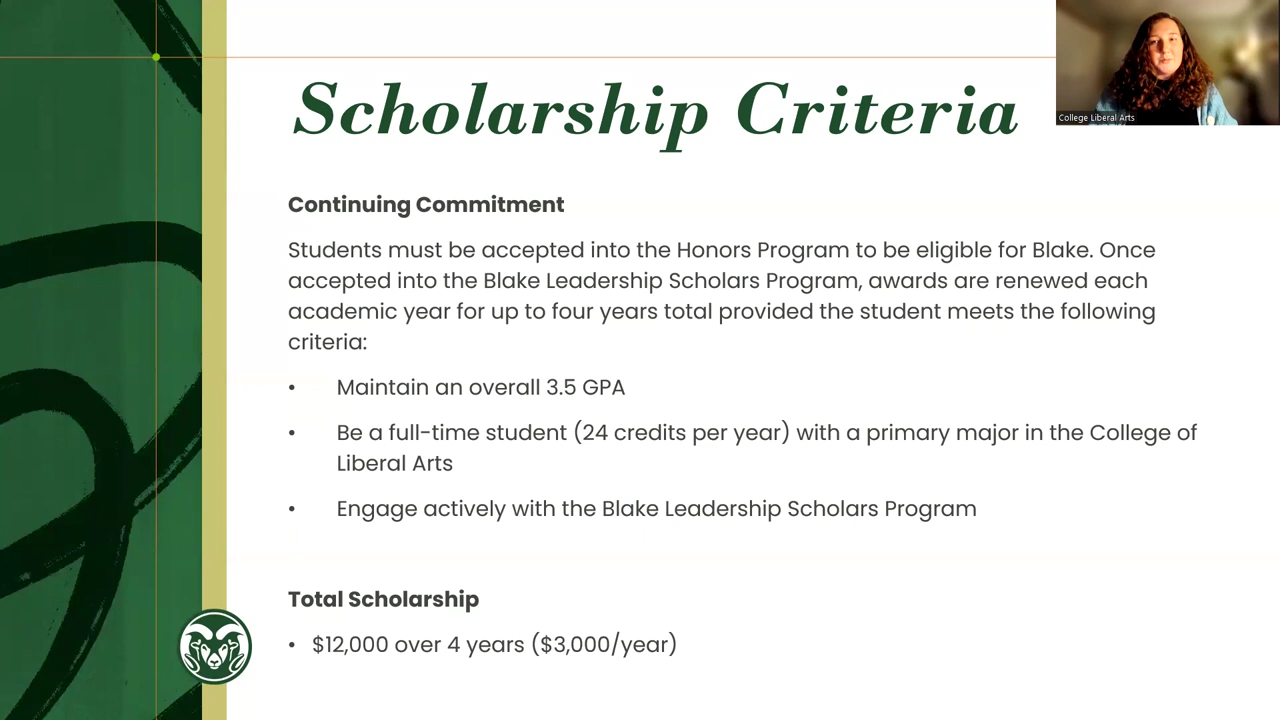 Scholarship Criteria
College Liberal Arts
Continuing Commitment
Students must be accepted into the Honors Program to be eligible for Blake. Once
accepted into the Blake Leadership Scholars Program, awards are renewed each
academic year for up to four years total provided the student meets the following
criteria:
• Maintain an overall 3.5 GPA
• Be a full-time student (24 credits per year) with a primary major in the College of
Liberal Arts
• Engage actively with the Blake Leadership Scholars Program
Total Scholarship
• $12,000 over 4 years ($3,000/year)